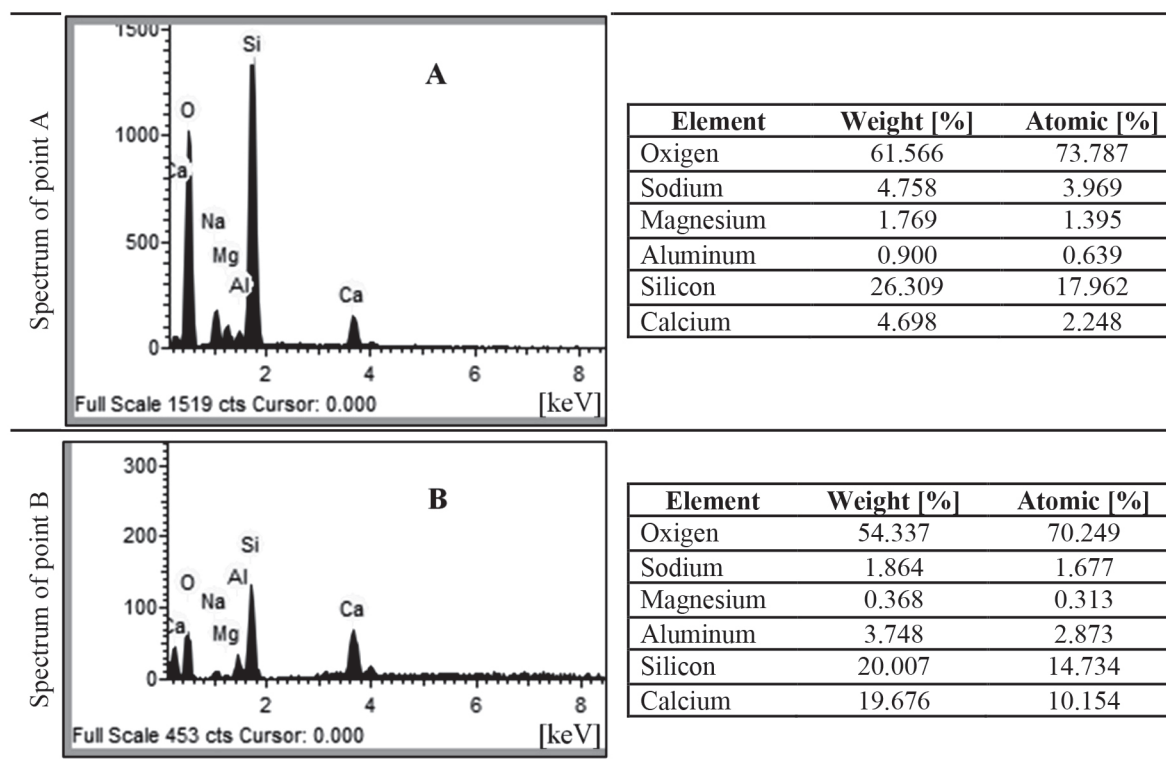 Spectrum of point A
1500
1000
500
0
2 4 6 8
Si
A
O
Ca
Na
Mg
Al
Ca
Full Scale 1519 cts Cursor: 0.000 [keV]
Element Weight [%] Atomic [%]
Oxigen 61.566 73.787
Sodium 4.758 3.969
Magnesium 1.769 1.395
Aluminum 0.900 0.639
Silicon 26.309 17.962
Calcium 4.698 2.248
Spectrum of point B
300
200
100
0
2 4 6 8
B
Si
Al
O
Na
Ca
Mg
Ca
Full Scale 453 cts Cursor: 0.000 [keV]
Element Weight [%] Atomic [%]
Oxigen 54.337 70.249
Sodium 1.864 1.677
Magnesium 0.368 0.313
Aluminum 3.748 2.873
Silicon 20.007 14.734
Calcium 19.676 10.154